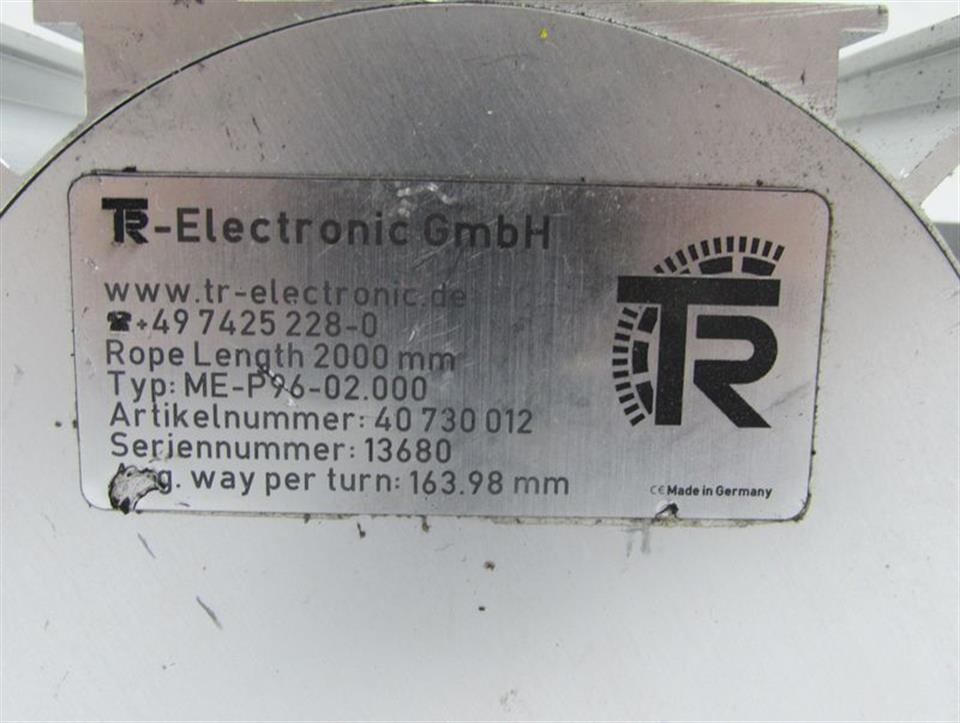 TR-Electronic GmbH
www.tr-electronic.de
☎+49 7425 228-0
Rope Length 2000 mm
Typ: ME-P96-02.000
Artikelnummer: 40 730 012
Seriennummer: 13680
way per turn: 163.98 mm
TR
CE Made in Germany